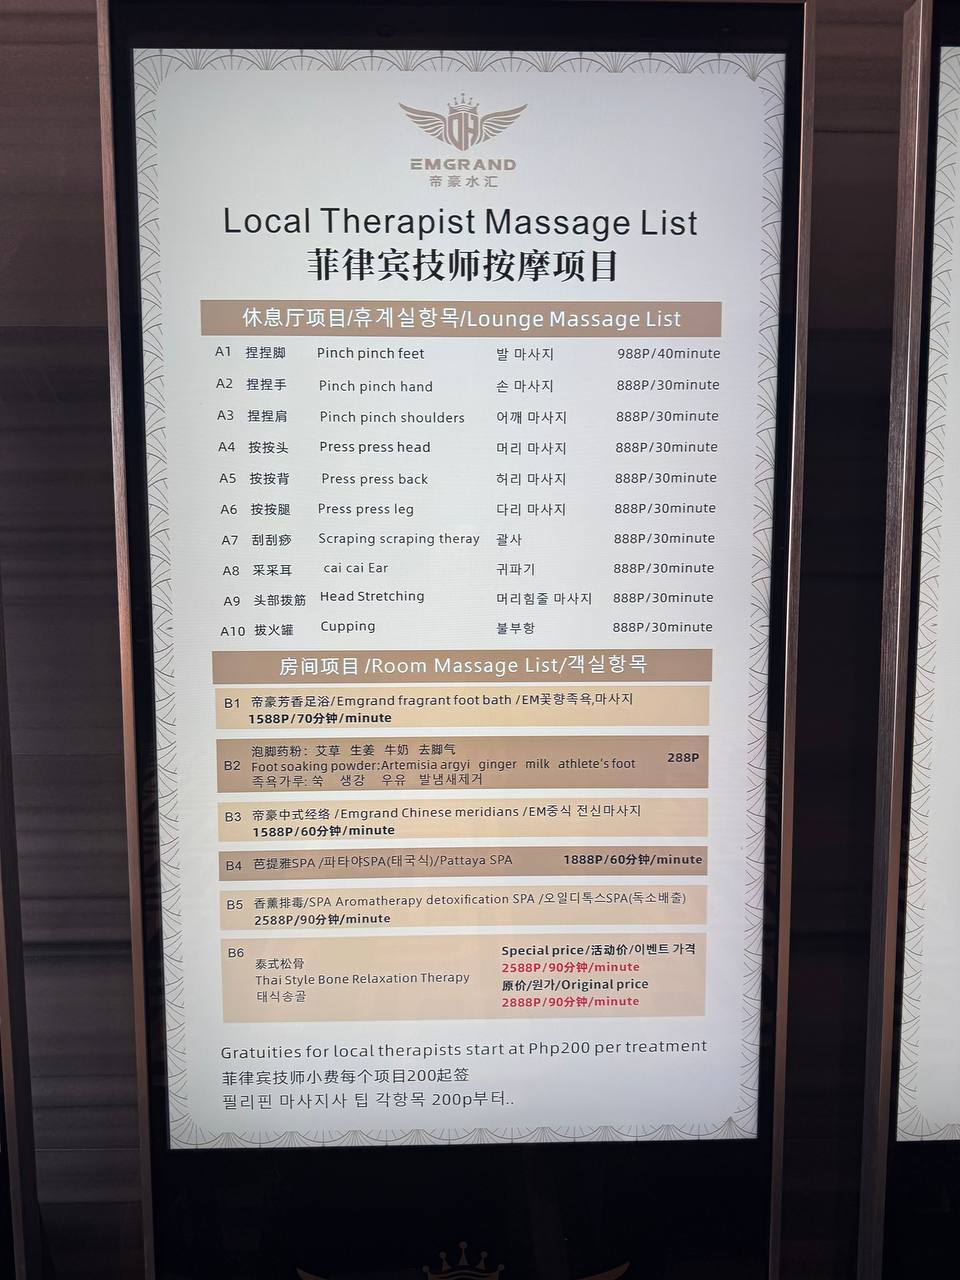 OH
EMGRAND
帝豪水汇
Local Therapist Massage List
菲律宾技师按摩项目
休息厅项目/휴계실항목/Lounge Massage List
A1 捏捏脚 Pinch pinch feet 발 마사지 988P/40minute
A2 捏捏手 Pinch pinch hand 손 마사지 888P/30minute
A3 捏捏肩 Pinch pinch shoulders 어깨 마사지 888P/30minute
A4 按按头 Press press head 머리 마사지 888P/30minute
A5 按按背 Press press back 허리 마사지 888P/30minute
A6 按按腿 Press press leg 다리 마사지 888P/30minute
A7 刮刮痧 Scraping scraping theray 괄사 888P/30minute
A8 采采耳 cai cai Ear 귀파기 888P/30minute
A9 头部拨筋 Head Stretching 머리힘줄 마사지 888P/30minute
A10 拔火罐 Cupping 불부항 888P/30minute
房间项目/Room Massage List/객실항목
B1 帝豪芳香足浴/Emgrand fragrant foot bath /EM꽃향족욕,마사지
1588P/70分钟/minute
B2 泡脚药粉：艾草 生姜 牛奶 去脚气
Foot soaking powder:Artemisia argyi ginger milk athlete's foot 288P
족욕가루: 쑥 생강 우유 발냄새제거
B3 帝豪中式经络 /Emgrand Chinese meridians /EM중식 전신마사지
1588P/60分钟/minute
B4 芭提雅SPA /파타야SPA(태국식)/Pattaya SPA 1888P/60分钟/minute
B5 香薰排毒/SPA Aromatherapy detoxification SPA /오일디톡스SPA(독소배출)
2588P/90分钟/minute
B6 泰式松骨
Thai Style Bone Relaxation Therapy
태식송골
Special price/活动价/이벤트 가격
2588P/90分钟/minute
原价/원가/Original price
2888P/90分钟/minute
Gratuities for local therapists start at Php200 per treatment
菲律宾技师小费每个项目200起签
필리핀 마사지사 팁 각항목 200p부터..